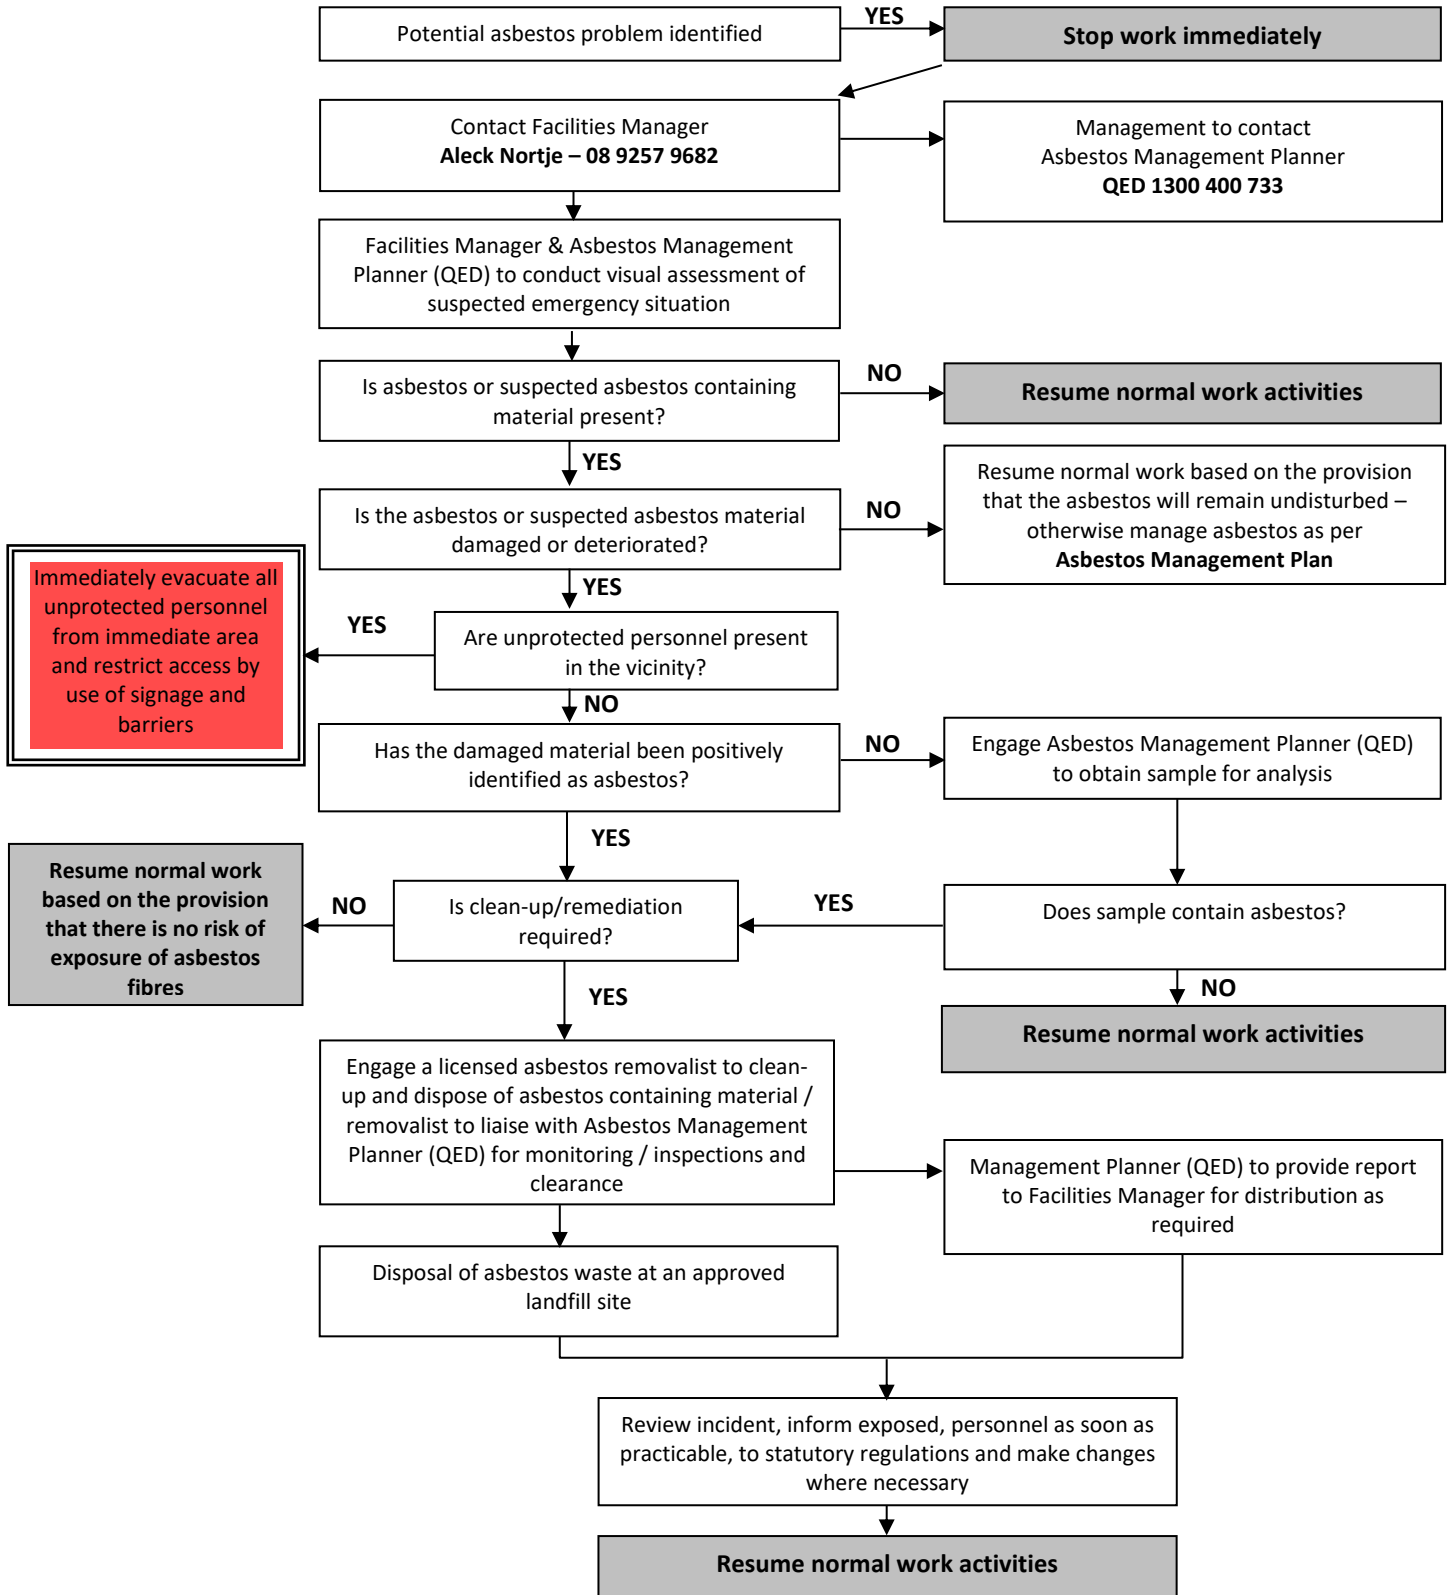 Potential asbestos problem identified
YES
Stop work immediately
Contact Facilities Manager
Aleck Nortje – 08 9257 9682
Management to contact
Asbestos Management Planner
QED 1300 400 733
Facilities Manager & Asbestos Management
Planner (QED) to conduct visual assessment of
suspected emergency situation
Is asbestos or suspected asbestos containing
material present?
NO
Resume normal work activities
YES
Is the asbestos or suspected asbestos material
damaged or deteriorated?
NO
Resume normal work based on the provision
that the asbestos will remain undisturbed –
otherwise manage asbestos as per
Asbestos Management Plan
YES
Immediately evacuate all
unprotected personnel
from immediate area
and restrict access by
use of signage and
barriers
YES
Are unprotected personnel present
in the vicinity?
NO
Has the damaged material been positively
identified as asbestos?
NO
Engage Asbestos Management Planner (QED)
to obtain sample for analysis
YES
Resume normal work
based on the provision
that there is no risk of
exposure of asbestos
fibres
NO
Is clean-up/remediation
required?
YES
Does sample contain asbestos?
YES
NO
Resume normal work activities
Engage a licensed asbestos removalist to clean-
up and dispose of asbestos containing material /
removalist to liaise with Asbestos Management
Planner (QED) for monitoring / inspections and
clearance
Management Planner (QED) to provide report
to Facilities Manager for distribution as
required
Disposal of asbestos waste at an approved
landfill site
Review incident, inform exposed, personnel as soon as
practicable, to statutory regulations and make changes
where necessary
Resume normal work activities